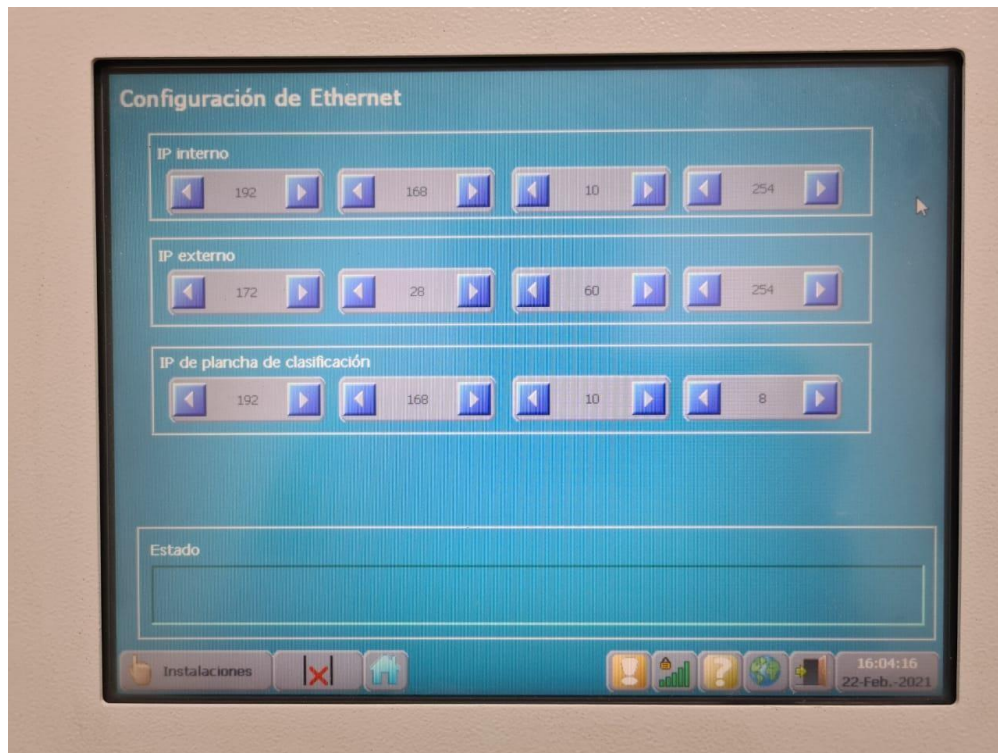 Configuración de Ethernet
IP interno
192 168 10 254
IP externo
172 28 60 254
IP de plancha de clasificación
192 168 10 8
Estado
Instalaciones
16:04:16
22-Feb.-2021